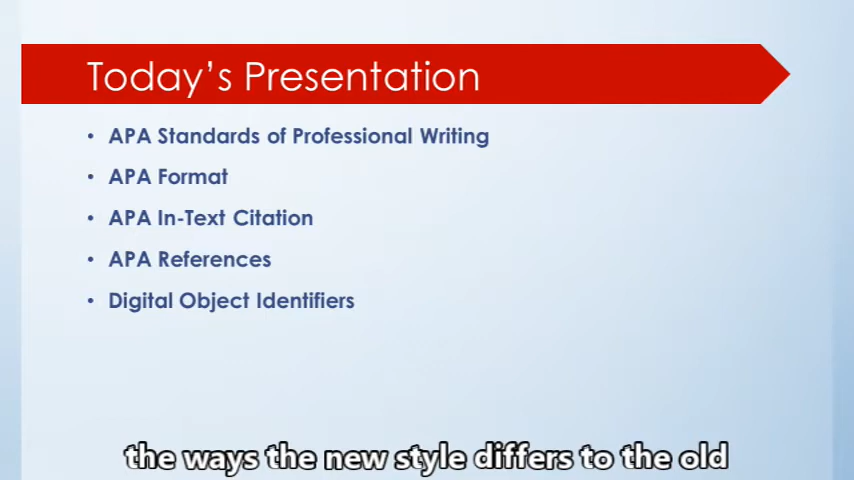 Today's Presentation
• APA Standards of Professional Writing
• APA Format
• APA In-Text Citation
• APA References
• Digital Object Identifiers
the ways the new style differs to the old